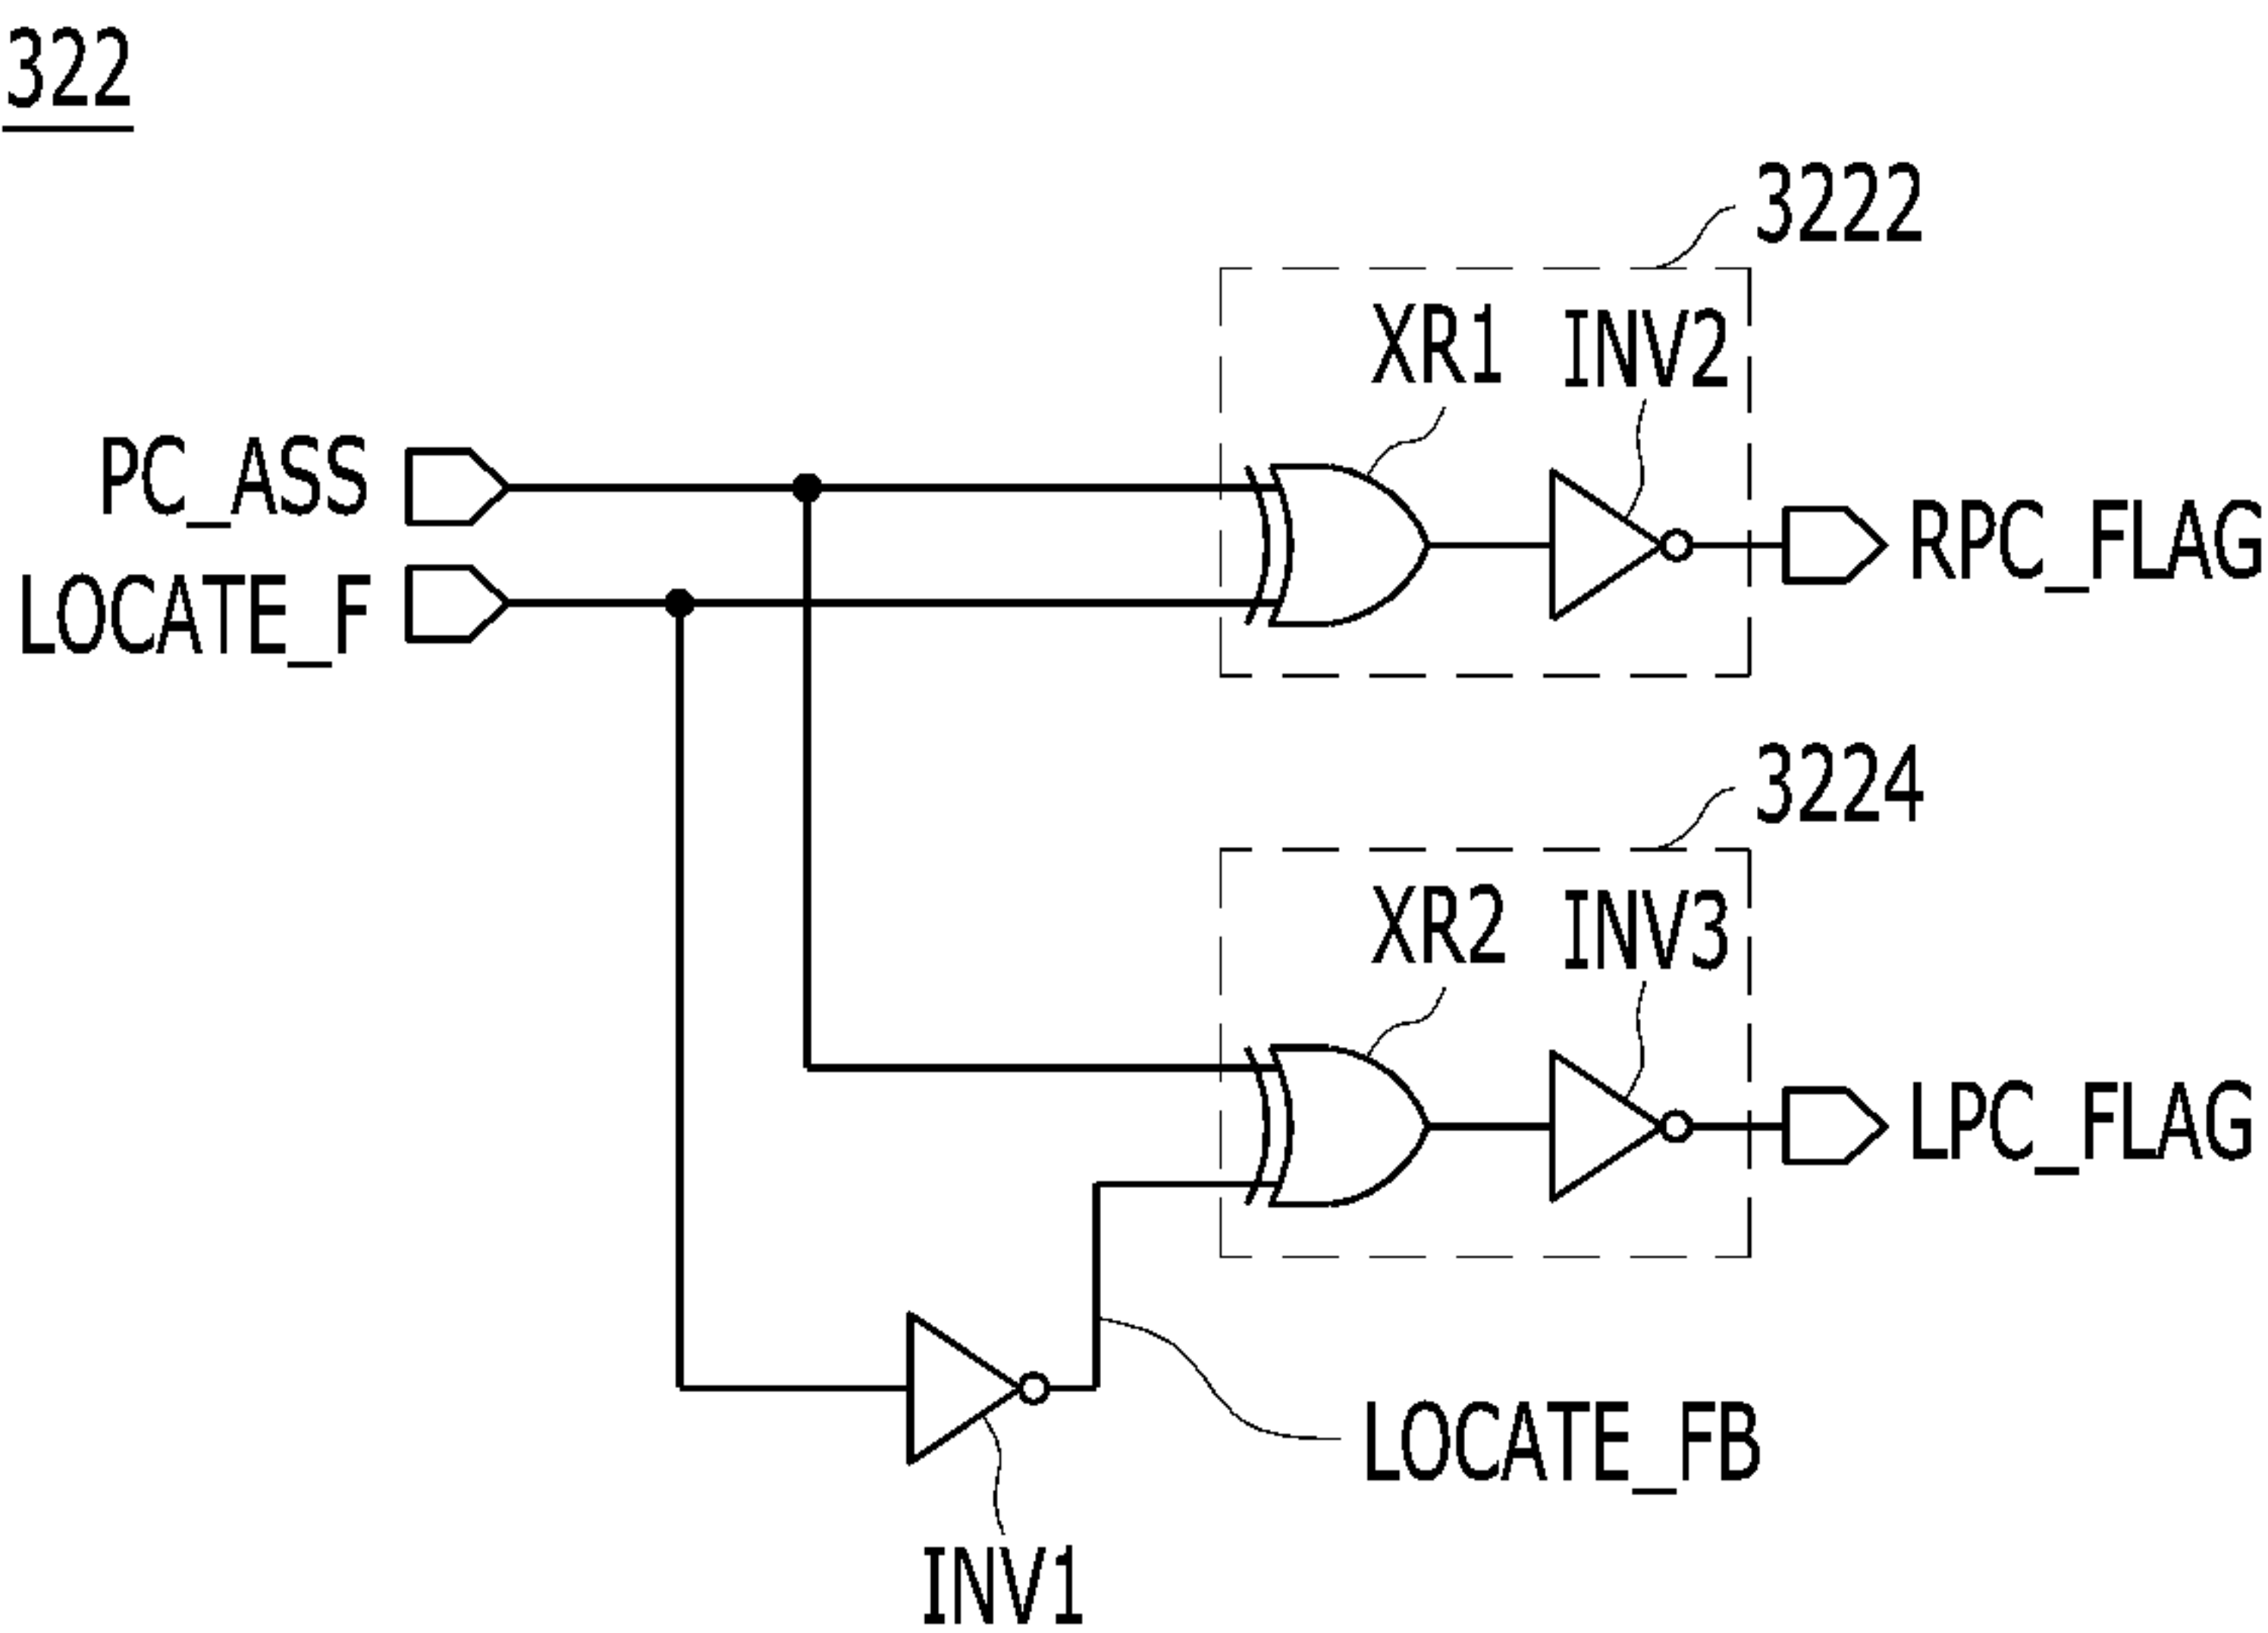 322
3222
XR1 INV2
PC_ASS
RPC_FLAG
LOCATE_F
3224
XR2 INV3
LPC_FLAG
LOCATE_FB
INV1